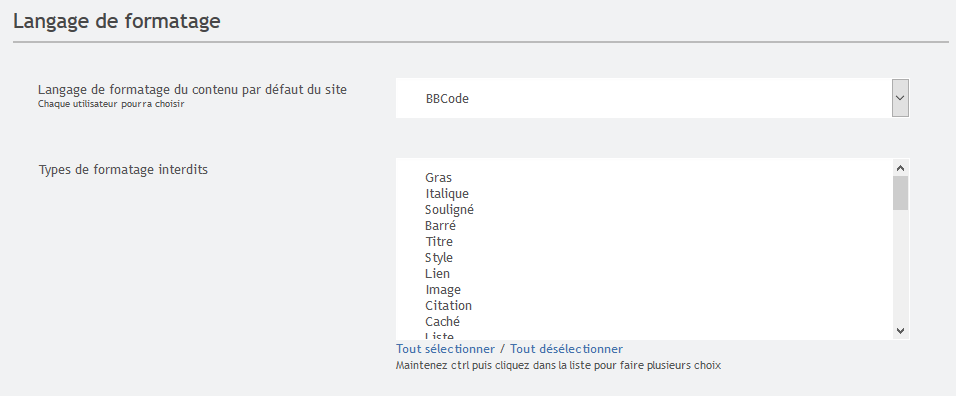 Langage de formatage
Langage de formatage du contenu par défaut du site
Chaque utilisateur pourra choisir
BBCode
Types de formatage interdits
Gras
Italique
Souligné
Barré
Titre
Style
Lien
Image
Citation
Caché
Liste
Tout sélectionner / Tout désélectionner
Maintenez ctrl puis cliquez dans la liste pour faire plusieurs choix